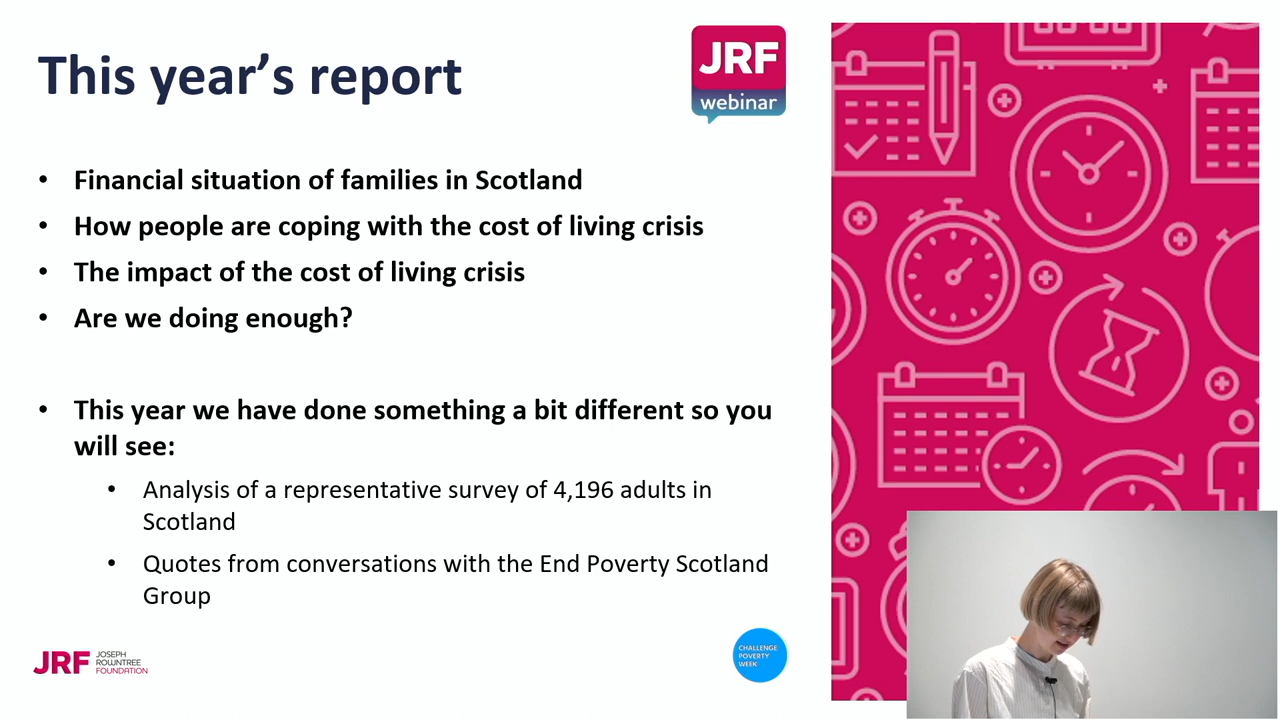 This year's report
JRF
webinar
• Financial situation of families in Scotland
• How people are coping with the cost of living crisis
• The impact of the cost of living crisis
• Are we doing enough?
• This year we have done something a bit different so you
will see:
• Analysis of a representative survey of 4,196 adults in
Scotland
• Quotes from conversations with the End Poverty Scotland
Group
JRF
JOSEPH
ROWNTREE
FOUNDATION
CHALLENGE
POVERTY
WEEK